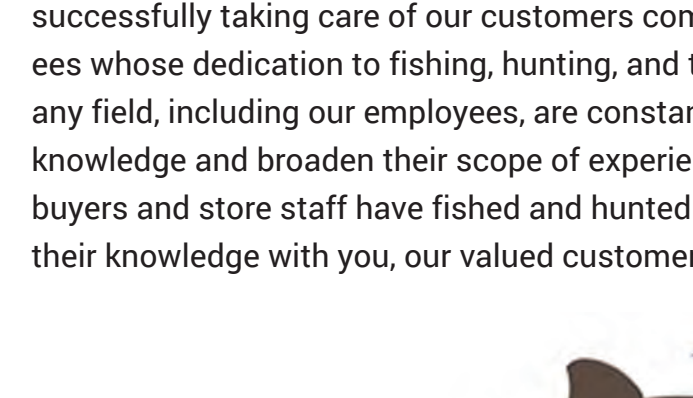 successfully taking care of our customers con
ees whose dedication to fishing, hunting, and t
any field, including our employees, are constan
knowledge and broaden their scope of experie
buyers and store staff have fished and hunted
their knowledge with you, our valued customer